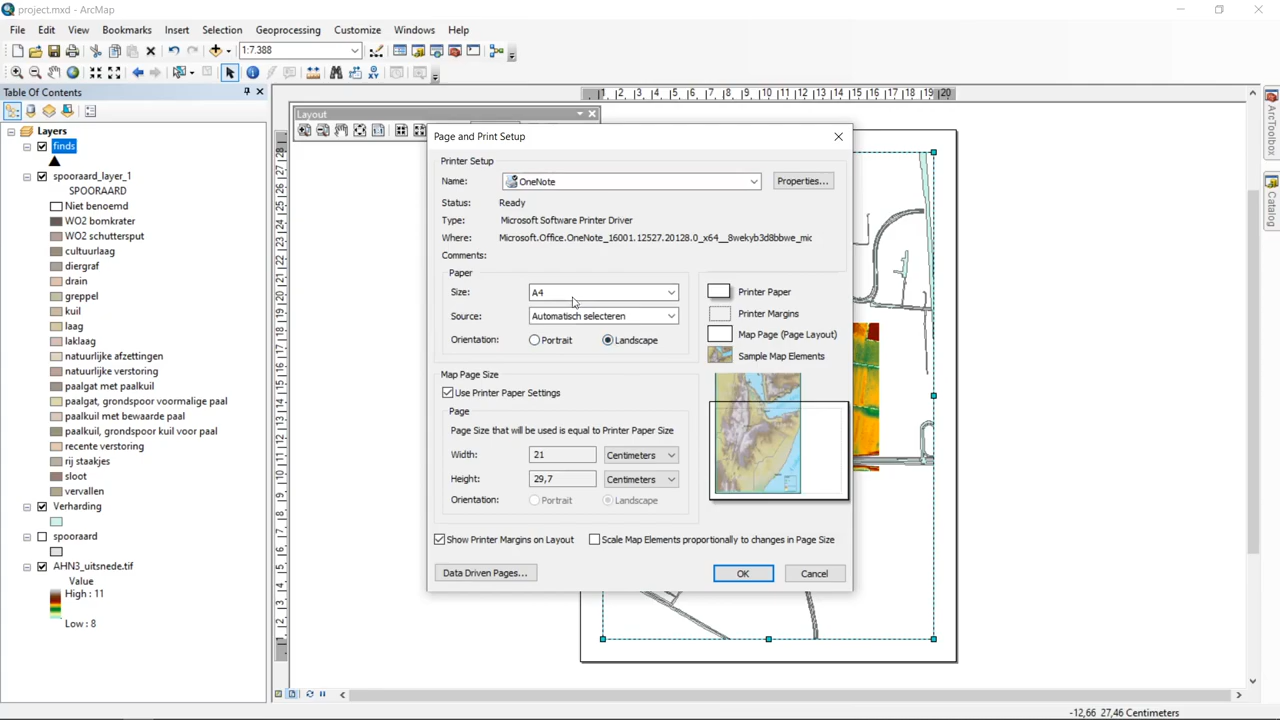 project.mxd - ArcMap
File Edit View Bookmarks Insert Selection Geoprocessing Customize Windows Help
1:7.388
Table Of Contents
Layers
finds
spooraard_layer_1
SPOORAARD
Niet benoemd
WO2 bomkrater
WO2 schuttersput
cultuurlaag
diergraf
drain
greppel
kuil
laag
laklaag
natuurlijke afzettingen
natuurlijke verstoring
paalgat met paalkuil
paalgat, grondspoor voormalige paal
paalkuil met bewaarde paal
paalkuil, grondspoor kuil voor paal
recente verstoring
rij staakjes
sloot
vervallen
Verharding
spooraard
AHN3_uitsnede.tif
Value
High : 11
Low : 8
Layout
Page and Print Setup
Printer Setup
Name: OneNote Properties...
Status: Ready
Type: Microsoft Software Printer Driver
Where: Microsoft.Office.OneNote_16001.12527.20128.0_x64__8wekyb3d8bbwe_mic
Comments:
Paper
Size: A4
Source: Automatisch selecteren
Orientation: Portrait Landscape
Printer Paper
Printer Margins
Map Page (Page Layout)
Sample Map Elements
Map Page Size
Use Printer Paper Settings
Page
Page Size that will be used is equal to Printer Paper Size
Width: 21 Centimeters
Height: 29,7 Centimeters
Orientation: Portrait Landscape
Show Printer Margins on Layout Scale Map Elements proportionally to changes in Page Size
Data Driven Pages... OK Cancel
ArcToolbox
Catalog
-12,66 27,46 Centimeters